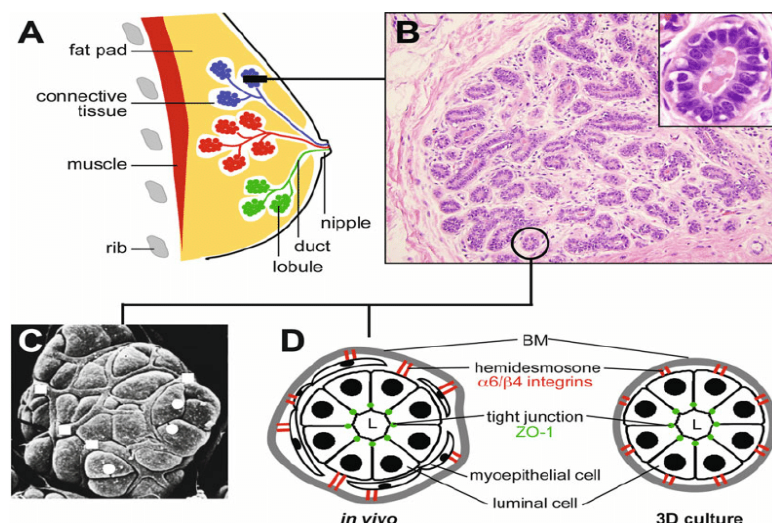 A
fat pad
connective
tissue
muscle
rib
nipple
duct
lobule
B
C
D
BM
hemidesmosone
α6/β4 integrins
tight junction
ZO-1
myoepithelial cell
luminal cell
L
L
in vivo
3D culture